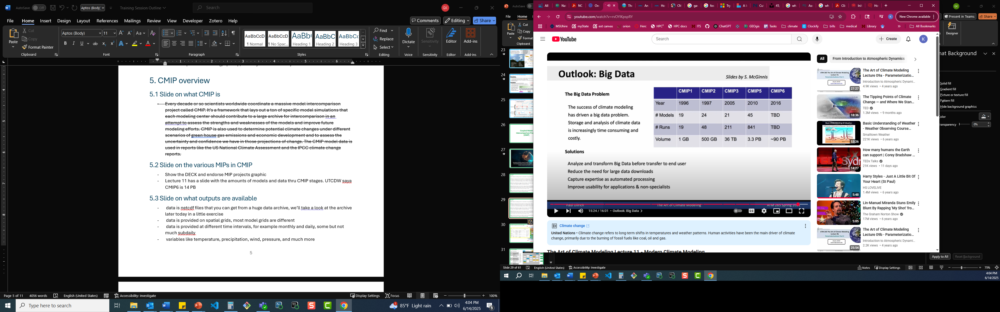 AutoSave
Off
Aptos (Body)
Training Session Outline
Search
GK
File
Home
Insert
Design
Layout
References
Mailings
Review
View
Developer
Zotero
Help
Comments
Editing
Share
Paste
Cut
Copy
Format Painter
Clipboard
Aptos (Body)
11
Font
Paragraph
AaBbCcD
¶ Normal
AaBbCcD
¶ No Spac...
Heading 1
AaBbC
Heading 2
Heading 3
Styles
Find
Replace
Select
Editing
Dictate
Voice
Sensitivity
Sensitivity
Editor
Editor
Add-ins
Add-ins
5. CMIP overview
5.1 Slide on what CMIP is
- Every decade or so scientists worldwide coordinate a massive model intercomparison
project called CMIP. It's a framework that lays out a ton of specific model simulations that
each modeling center should contribute to a large archive for intercomparison in an
attempt to assess the strengths and weaknesses of the models and improve future
modeling efforts. CMIP is also used to determine potential climate changes under different
scenarios of green house gas emissions and economic development and to assess the
uncertainty and confidence we have in those projections of change. The CMIP model data is
used in reports like the US National Climate Assessment and the IPCC climate change
reports.
5.2 Slide on the various MIPs in CMIP
- Show the DECK and endorse MIP projects graphic
- Lecture 11 has a slide with the amounts of models and data thru CMIP stages. UTCDW saya
CMIP6 is 14 PB
5.3 Slide on what outputs are available
- data is netcdf files that you can get from a huge data archive, we'll take a look at the archive
later today in a little exercise
- data is provided on spatial grids, most model grids are different
- data is provided at different time intervals, for example monthly and daily, some but not
much subdaily
- variables like temperature, precipitation, wind, pressure, and much more
5
Page 5 of 11
4056 words
English (United States)
Accessibility: Investigate
Display Settings
Focus
100%
Type here to search
85°F Light rain
4:04 PM
6/14/2025
8
AutoSave
File
Home
Paste
Cut
Copy
Format
Clipboard
23
24
25
26
Coupled Model
27
28
29
30
31
youtube.com/watch?v=rvOYIKpspRY
New Chrome available
MSUhire
myState
ext canvas
orion
Herc
HPC²
HPC docs
ITS
ChatGPT
GEOgis
Tasks
climate
Clockify
bills
medical
Library
All Bookmarks
YouTube
Search
Create
K
Outlook: Big Data
Slides by S. McGinnis
The Big Data Problem
The success of climate modeling
has driven a big data problem.
Storage and analysis of climate data
is increasingly time consuming and
costly.
CMIP1 CMIP2 CMIP3 CMIP5 CMIP6
Year 1996 1997 2005 2010 2016
# Models 19 24 21 45 TBD
# Runs 19 48 211 841 TBD
Volume 1 GB 500 GB 36 TB 3.3 PB ~90 PB
Solutions
Analyze and transform Big Data before transfer to end user
Reduce the need for large data downloads
Capture expertise as automated processing
Improve usability for applications & non-specialists
Paul Ullrich
The Art of Climate Modeling
15:24 / 16:01 • Outlook: Big Data
Climate change
United Nations • Climate change refers to long-term shifts in temperatures and weather patterns. Human activities have been the main driver of climate
change, primarily due to the burning of fossil fuels like coal, oil and gas.
The Art of Climate Modeling Lecture 11 - Modern Climate Modeling
All
From Introduction to Atmospheric Dynamics
27:27
The Art of Climate Modeling
Lecture 09a - Parameterizatio...
Introduction to Atmospheric Dynami...
4.9K views • 4 years ago
18:36
The Tipping Points of Climate
Change — and Where We Stan...
TED
1.3M views • 9 months ago
53:26
Basic Understanding of Weather
- Weather Observing Course...
Smalltown Weather
221K views • 6 years ago
14:27
How many humans the Earth
can support | Corey Bradshaw ...
TEDx Talks
21K views • 11 days ago
5:48
Harry Styles - Just A Little Bit Of
Your Heart (St Paul)
HS LOVELIVE
1.4M views • 6 years ago
5:05
Lin-Manuel Miranda Stuns Emily
Blunt By Rapping 'My Shot' fro...
The Graham Norton Show
17M views • 6 years ago
25:54
The Art of Climate Modeling
Lecture 09b - Parameterizatio...
Introduction to Atmospheric Dynami...
2.2K views • 4 years ago
GK
Present in Teams
Share
Designer
Designer
mat Background
Solid fill
Gradient fill
Picture or texture fill
Pattern fill
Hide background graphics
olor
ransparency
0%
Apply to All
Reset Background
Slide 29 of 61
English (United States)
Accessibility: Investigate
Notes
Display Settings
75%
4:04 PM
6/14/2025